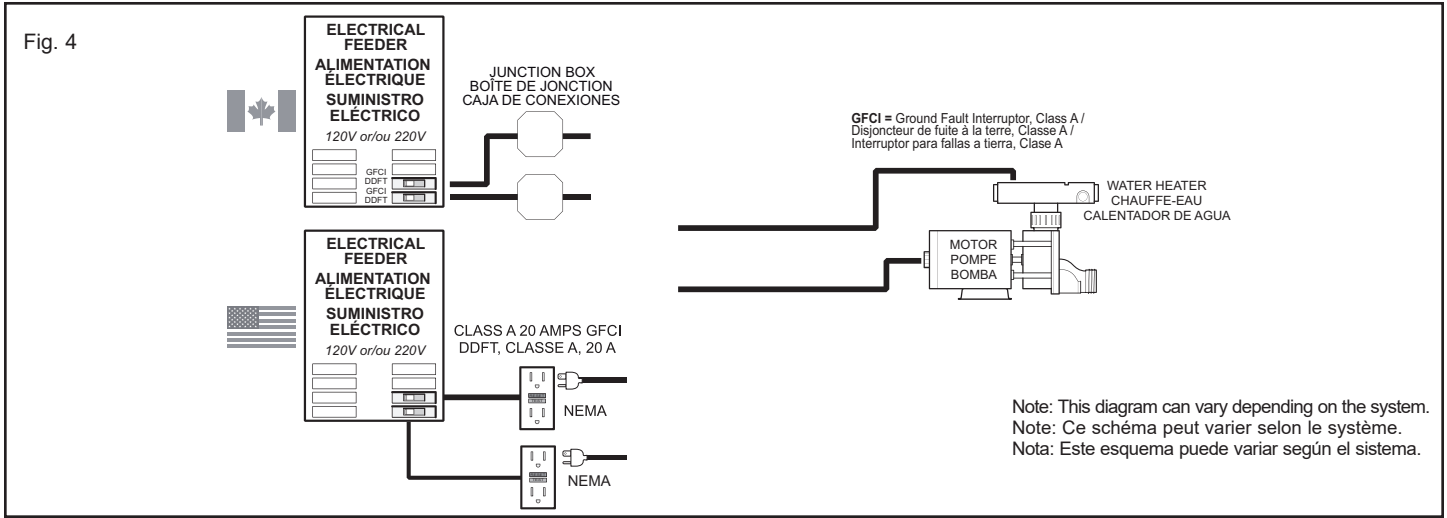 Fig. 4
ELECTRICAL
FEEDER
ALIMENTATION
ÉLECTRIQUE
SUMINISTRO
ELÉCTRICO
120V or/ou 220V
GFCI
DDFT
GFCI
DDFT
JUNCTION BOX
BOÎTE DE JONCTION
CAJA DE CONEXIONES
GFCI = Ground Fault Interruptor, Class A /
Disjoncteur de fuite à la terre, Classe A /
Interruptor para fallas a tierra, Clase A
WATER HEATER
CHAUFFE-EAU
CALENTADOR DE AGUA
MOTOR
POMPE
BOMBA
ELECTRICAL
FEEDER
ALIMENTATION
ÉLECTRIQUE
SUMINISTRO
ELÉCTRICO
120V or/ou 220V
CLASS A 20 AMPS GFCI
DDFT, CLASSE A, 20 A
NEMA
NEMA
Note: This diagram can vary depending on the system.
Note: Ce schéma peut varier selon le système.
Nota: Este esquema puede variar según el sistema.